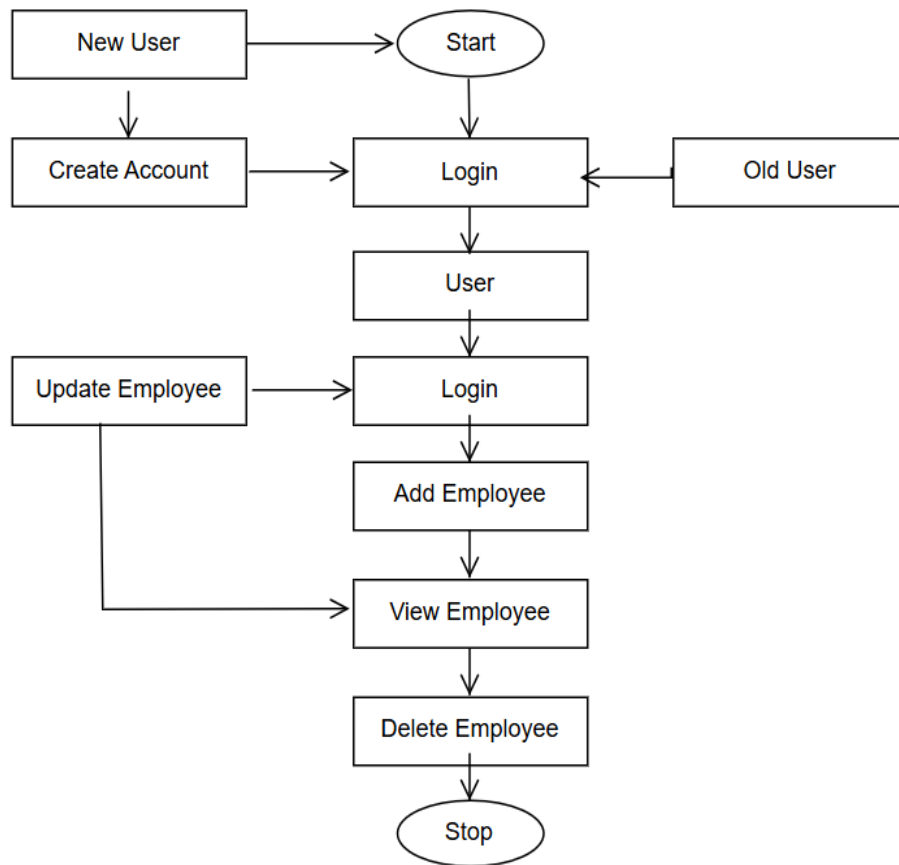 New User
Start
Create Account
Login
Old User
User
Update Employee
Login
Add Employee
View Employee
Delete Employee
Stop